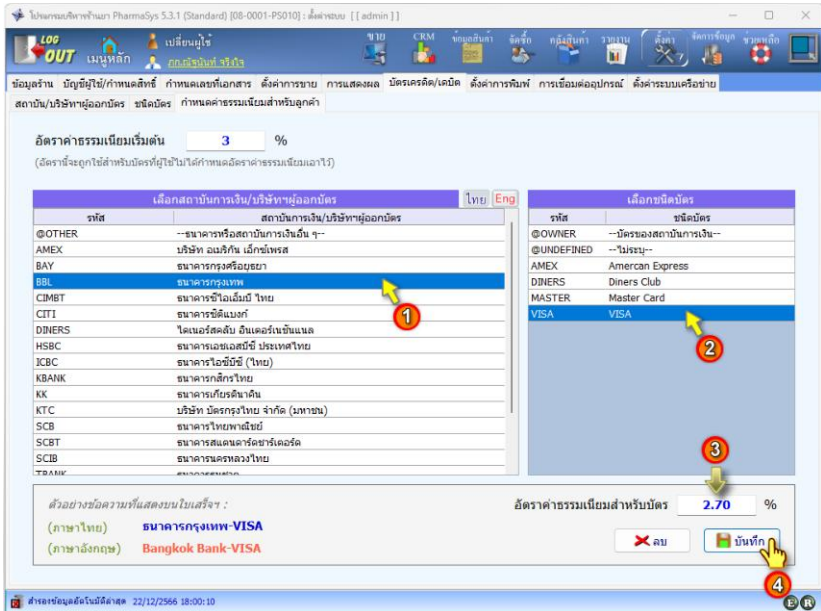 โปรแกรมบริหารร้านยา PharmaSys 5.3.1 (Standard) [08-0001-PS010] : ตั้งค่าระบบ [ [ admin ] ]
LOG OUT เมนูหลัก เปลี่ยนผู้ใช้ ขาย CRM ข้อมูลสินค้า จัดซื้อ คลังสินค้า รายงาน ตั้งค่า จัดการข้อมูล ช่วยเหลือ
ข้อมูลร้าน บัญชีผู้ใช้/กำหนดสิทธิ์ กำหนดเลขที่เอกสาร ตั้งค่าการขาย การแสดงผล บัตรเครดิต/เดบิต ตั้งค่าการพิมพ์ การเชื่อมต่ออุปกรณ์ ตั้งค่าระบบเครือข่าย
สถาบัน/บริษัทฯผู้ออกบัตร ชนิดบัตร กำหนดค่าธรรมเนียมสำหรับลูกค้า
อัตราค่าธรรมเนียมเริ่มต้น 3 %
(อัตรานี้จะถูกใช้สำหรับบัตรที่ผู้ใช้ไม่ได้กำหนดอัตราค่าธรรมเนียมเอาไว้)
เลือกสถาบันการเงิน/บริษัทฯผู้ออกบัตร ไทย Eng
รหัส สถาบันการเงิน/บริษัทฯผู้ออกบัตร
@OTHER --ธนาคารหรือสถาบันการเงินอื่น ๆ--
AMEX บริษัท อเมริกัน เอ็กซ์เพรส
BAY ธนาคารกรุงศรีอยุธยา
BBL ธนาคารกรุงเทพ
CIMBT ธนาคารซีไอเอ็มบี ไทย
CITI ธนาคารซิตี้แบงก์
DINERS ไดเนอร์สคลับ อินเตอร์เนชั่นแนล
HSBC ธนาคารเอชเอสบีซี ประเทศไทย
ICBC ธนาคารไอซีบีซี (ไทย)
KBANK ธนาคารกสิกรไทย
KK ธนาคารเกียรตินาคิน
KTC บริษัท บัตรกรุงไทย จำกัด (มหาชน)
SCB ธนาคารไทยพาณิชย์
SCBT ธนาคารสแตนดาร์ดชาร์เตอร์ด
SCIB ธนาคารนครหลวงไทย
TBANK ธนาคารธนชาต
1
เลือกชนิดบัตร
รหัส ชนิดบัตร
@OWNER --บัตรของสถาบันการเงิน--
@UNDEFINED --ไม่ระบุ--
AMEX Amercan Express
DINERS Diners Club
MASTER Master Card
VISA VISA
2
3
ตัวอย่างข้อความที่แสดงบนใบเสร็จฯ :
(ภาษาไทย) ธนาคารกรุงเทพ-VISA
(ภาษาอังกฤษ) Bangkok Bank-VISA
อัตราค่าธรรมเนียมสำหรับบัตร 2.70 %
ลบ บันทึก
4
สำรองข้อมูลอัตโนมัติล่าสุด 22/12/2566 18:00:10 E R